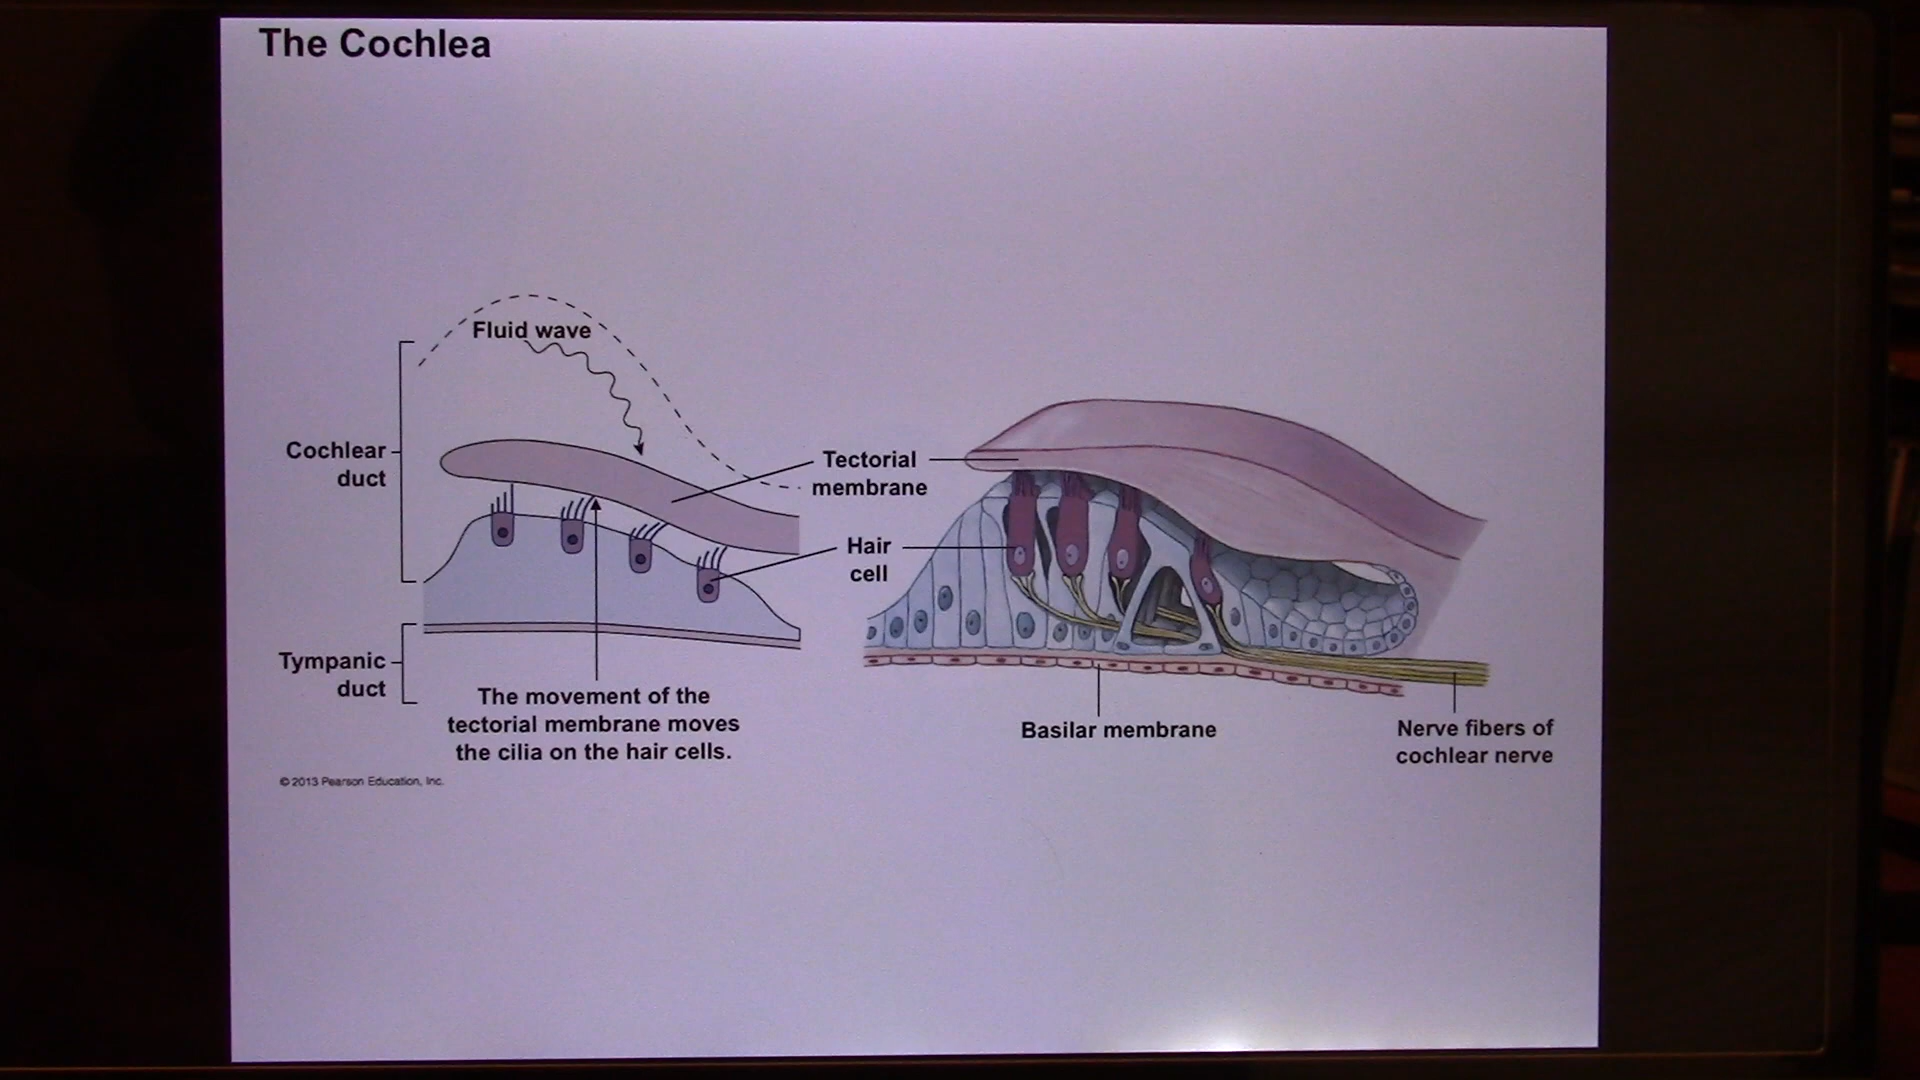 The Cochlea
Fluid wave
Cochlear
duct
Tectorial
membrane
Hair
cell
Tympanic
duct
The movement of the
tectorial membrane moves
the cilia on the hair cells.
Basilar membrane
Nerve fibers of
cochlear nerve
© 2013 Pearson Education, Inc.